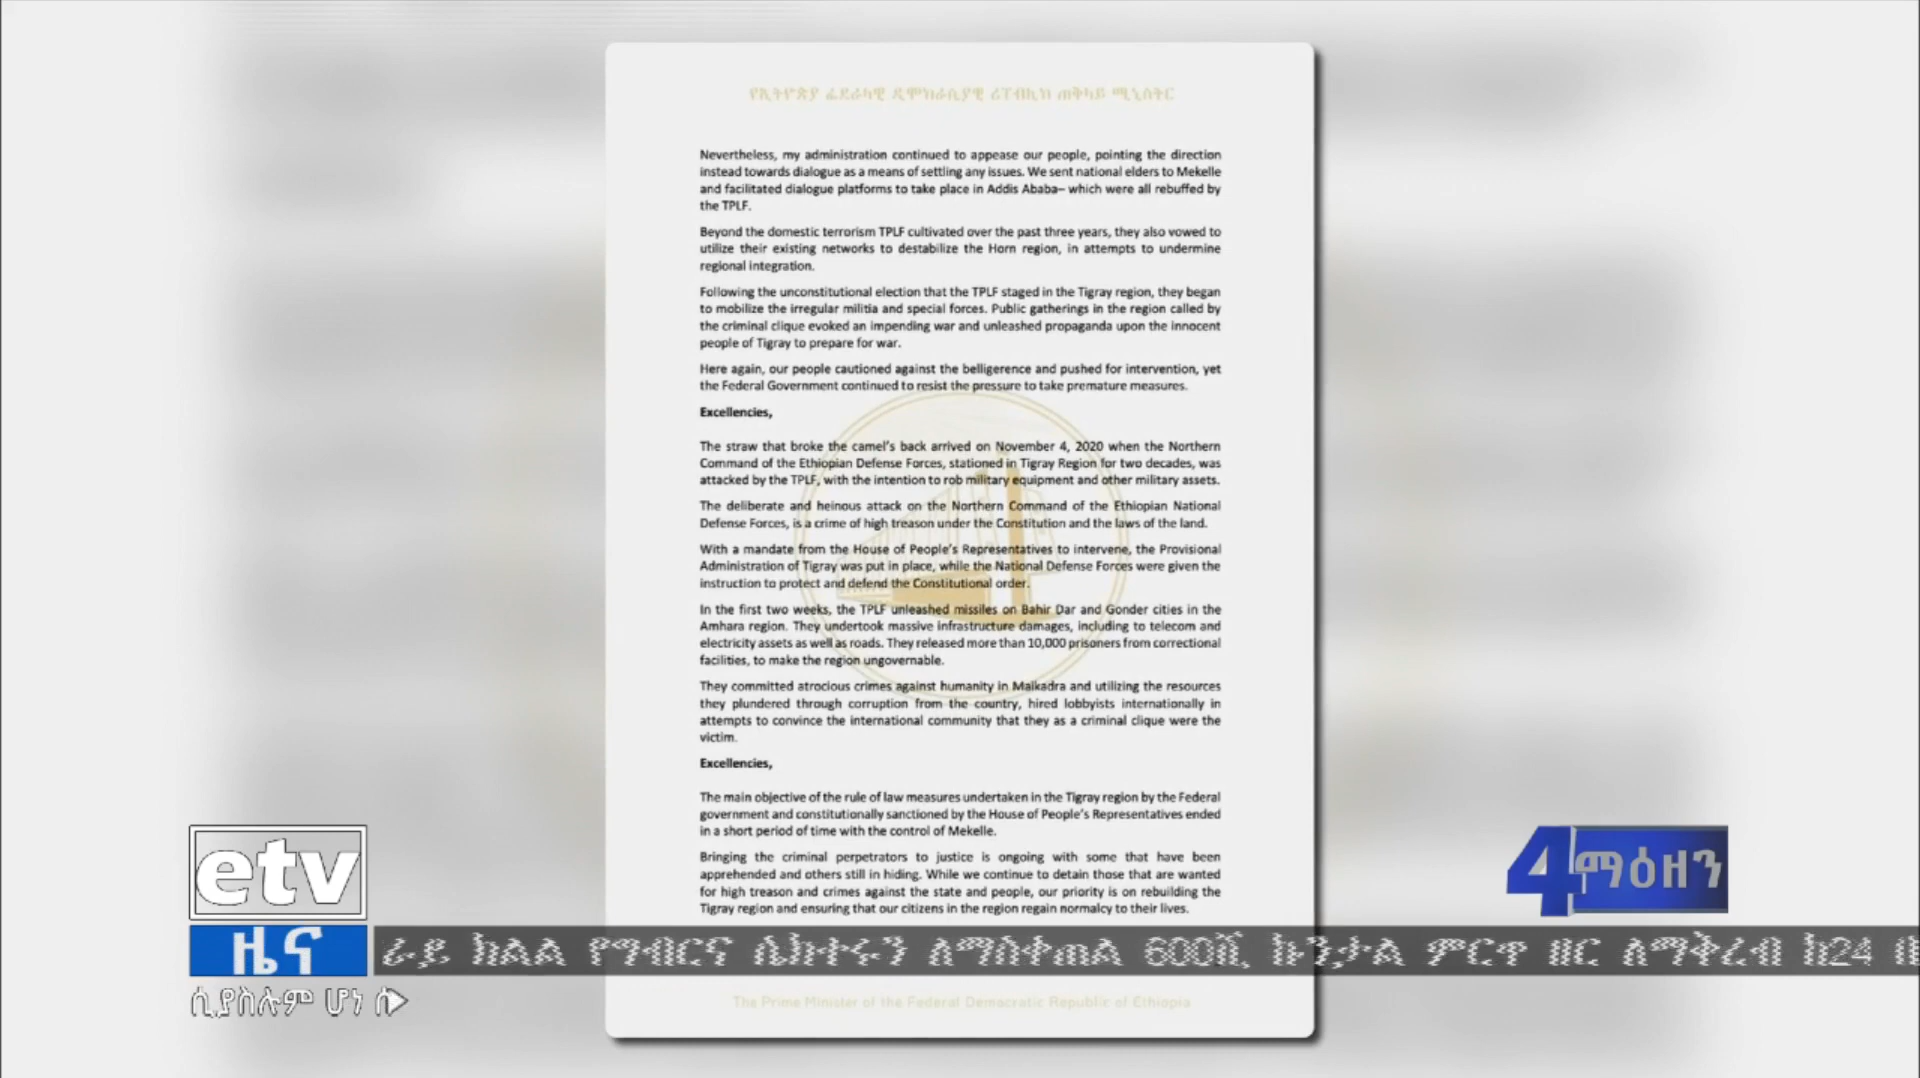 የኢትዮጵያ ፌደራላዊ ዲሞክራሲያዊ ሪፐብሊክ ጠቅላይ ሚኒስትር
Nevertheless, my administration continued to appease our people, pointing the direction
instead towards dialogue as a means of settling any issues. We sent national elders to Mekelle
and facilitated dialogue platforms to take place in Addis Ababa– which were all rebuffed by
the TPLF.
Beyond the domestic terrorism TPLF cultivated over the past three years, they also vowed to
utilize their existing networks to destabilize the Horn region, in attempts to undermine
regional integration.
Following the unconstitutional election that the TPLF staged in the Tigray region, they began
to mobilize the irregular militia and special forces. Public gatherings in the region called by
the criminal clique evoked an impending war and unleashed propaganda upon the innocent
people of Tigray to prepare for war.
Here again, our people cautioned against the belligerence and pushed for intervention, yet
the Federal Government continued to resist the pressure to take premature measures.
Excellencies,
The straw that broke the camel's back arrived on November 4, 2020 when the Northern
Command of the Ethiopian Defense Forces, stationed in Tigray Region for two decades, was
attacked by the TPLF, with the intention to rob military equipment and other military assets.
The deliberate and heinous attack on the Northern Command of the Ethiopian National
Defense Forces, is a crime of high treason under the Constitution and the laws of the land.
With a mandate from the House of People's Representatives to intervene, the Provisional
Administration of Tigray was put in place, while the National Defense Forces were given the
instruction to protect and defend the Constitutional order.
In the first two weeks, the TPLF unleashed missiles on Bahir Dar and Gonder cities in the
Amhara region. They undertook massive infrastructure damages, including to telecom and
electricity assets as well as roads. They released more than 10,000 prisoners from correctional
facilities, to make the region ungovernable.
They committed atrocious crimes against humanity in Maikadra and utilizing the resources
they plundered through corruption from the country, hired lobbyists internationally in
attempts to convince the international community that they as a criminal clique were the
victim.
Excellencies,
The main objective of the rule of law measures undertaken in the Tigray region by the Federal
government and constitutionally sanctioned by the House of People's Representatives ended
in a short period of time with the control of Mekelle.
Bringing the criminal perpetrators to justice is ongoing with some that have been
apprehended and others still in hiding. While we continue to detain those that are wanted
for high treason and crimes against the state and people, our priority is on rebuilding the
Tigray region and ensuring that our citizens in the region regain normalcy to their lives.
etv
4ማዕዘን
ዜና
ራይ ክልል የግብርና ሴክተሩን ለማስቀጠል 600ሺ ኩንታል ምርጥ ዘር ለማቅረብ ከ24
ሲያስሉም ሆነ ሲ
The Prime Minister of the Federal Democratic Republic of Ethiopia